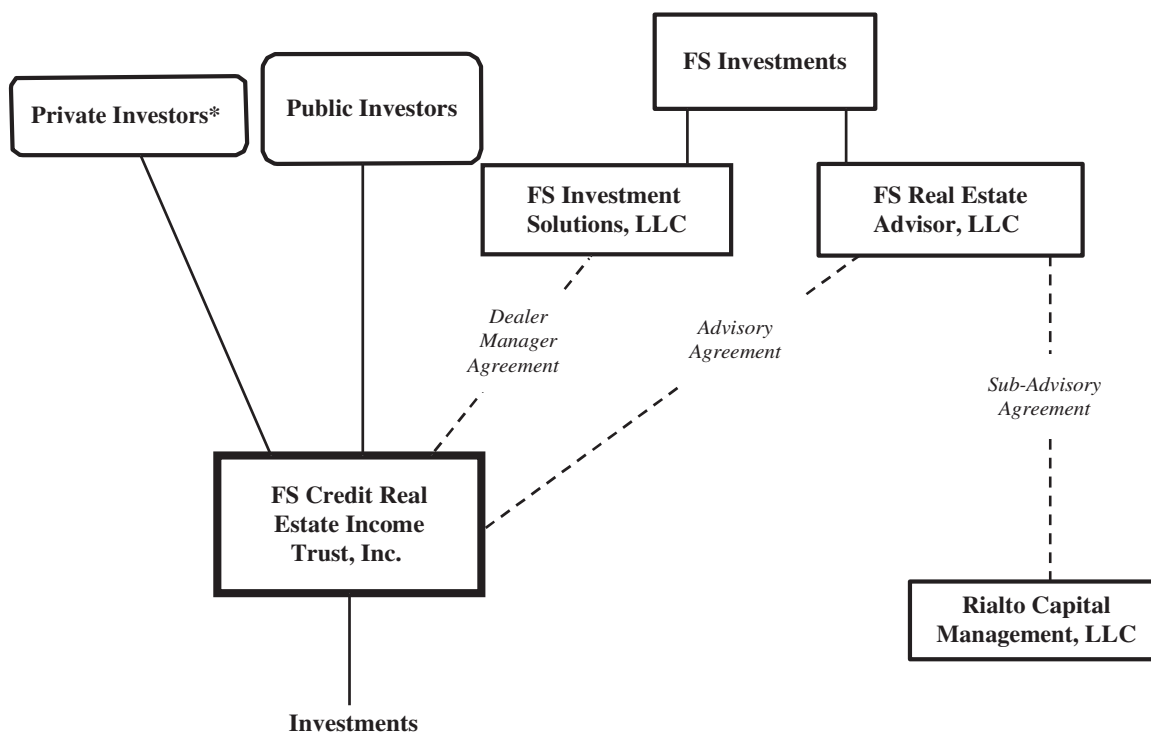 FS Investments
Private Investors*
Public Investors
FS Investment
Solutions, LLC
FS Real Estate
Advisor, LLC
Dealer
Manager
Agreement
Advisory
Agreement
Sub-Advisory
Agreement
FS Credit Real
Estate Income
Trust, Inc.
Rialto Capital
Management, LLC
Investments